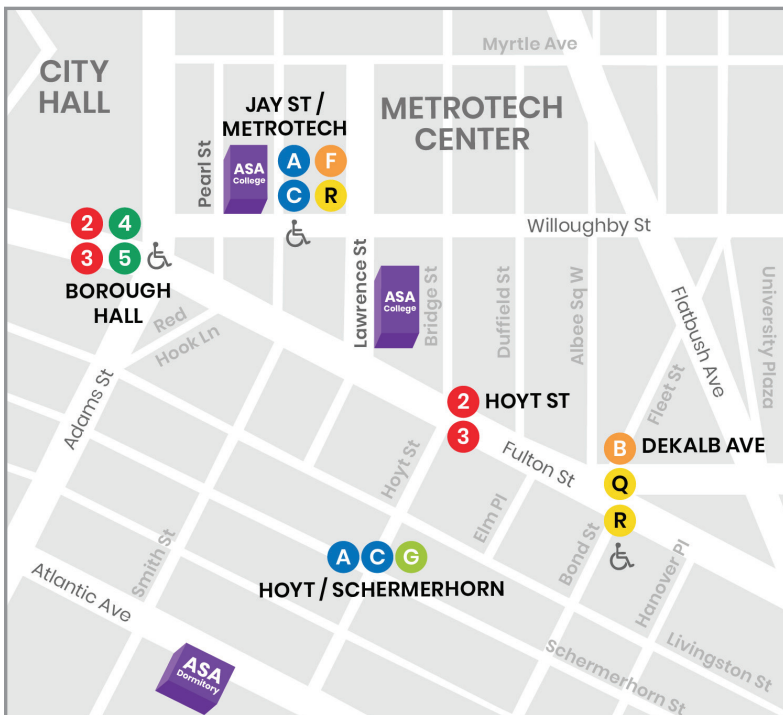 Myrtle Ave
CITY
HALL
JAY ST /
METROTECH
METROTECH
CENTER
Pearl St
ASA
College
A
F
C
R
2
4
3
5
BOROUGH
HALL
Willoughby St
Lawrence St
ASA
College
Bridge St
Duffield St
Albee Sq W
Flatbush Ave
University Plaza
Red
Hook Ln
Adams St
Fleet St
2
HOYT ST
3
Fulton St
B
DEKALB AVE
Q
R
Hoyt St
Elm Pl
Bond St
Hanover Pl
Smith St
A
C
G
HOYT / SCHERMERHORN
Atlantic Ave
Livingston St
Schermerhorn St
ASA
Dormitory